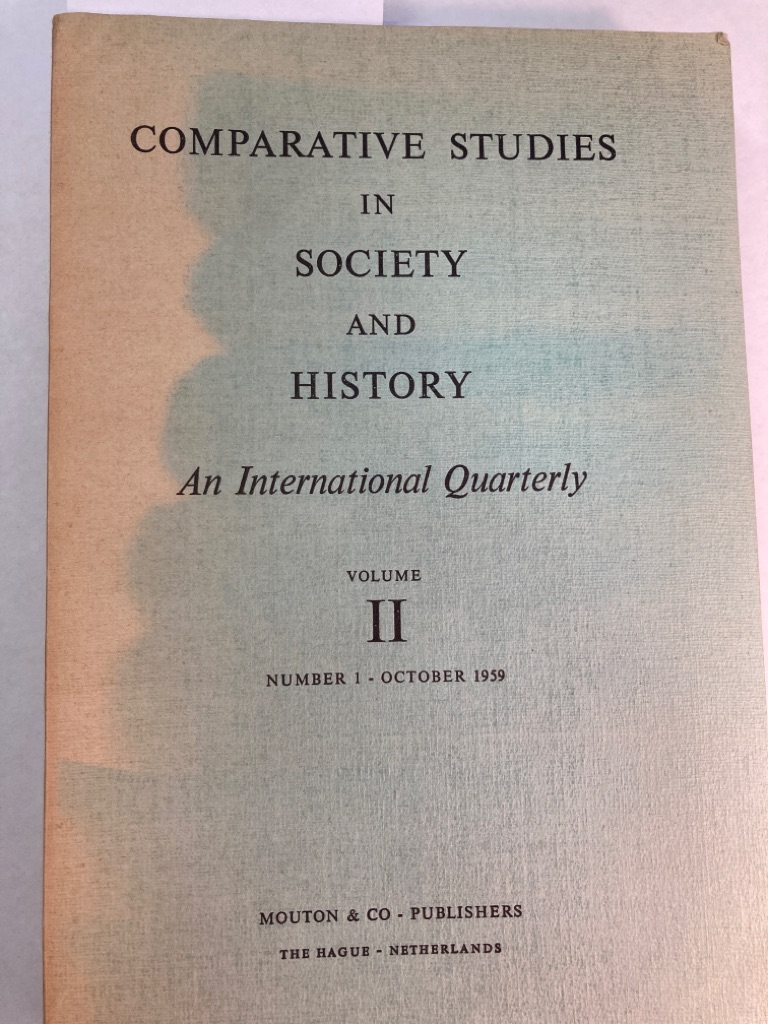 COMPARATIVE STUDIES
IN
SOCIETY
AND
HISTORY
An International Quarterly
VOLUME
II
NUMBER 1 - OCTOBER 1959
MOUTON & CO - PUBLISHERS
THE HAGUE - NETHERLANDS